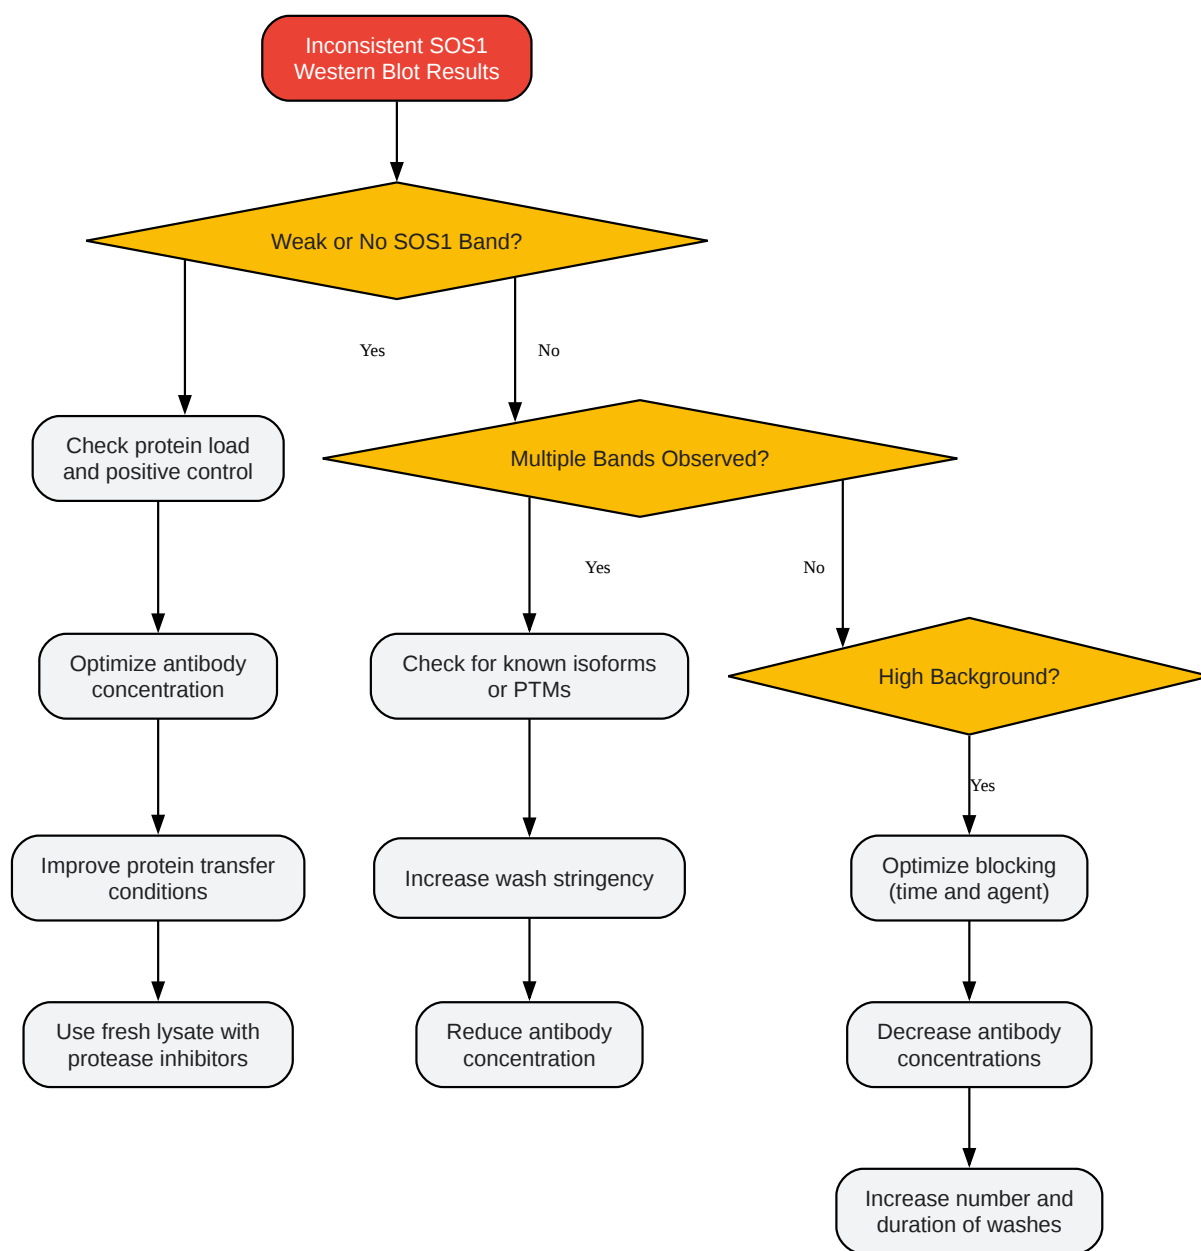 Inconsistent SOS1
Western Blot Results
Weak or No SOS1 Band?
Yes
No
Check protein load
and positive control
Multiple Bands Observed?
Yes
No
Optimize antibody
concentration
Check for known isoforms
or PTMs
High Background?
Yes
Improve protein transfer
conditions
Increase wash stringency
Optimize blocking
(time and agent)
Use fresh lysate with
protease inhibitors
Reduce antibody
concentration
Decrease antibody
concentrations
Increase number and
duration of washes